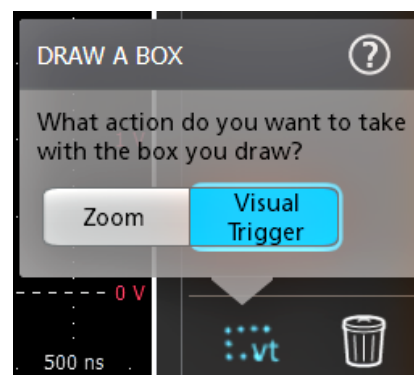 DRAW A BOX
?
What action do you want to take
with the box you draw?
Zoom
Visual
Trigger
0 V
500 ns
vt